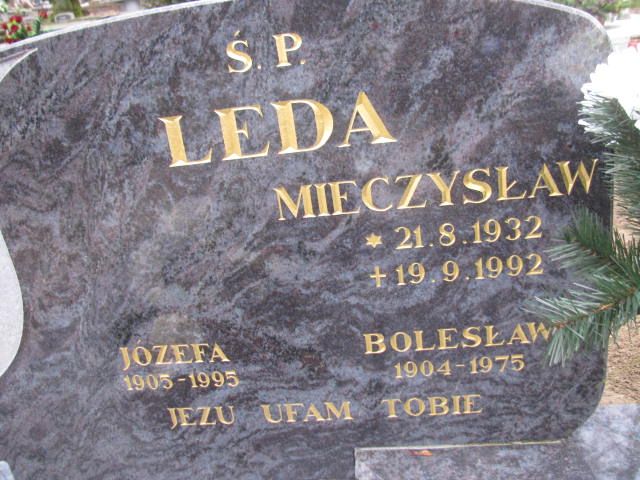 Ś. P.
LEDA
MIECZYSŁAW
* 21. 8. 1932
+ 19. 9. 1992
JÓZEFA
1905-1995
BOLESŁAW
1904-1975
JEZU UFAM TOBIE